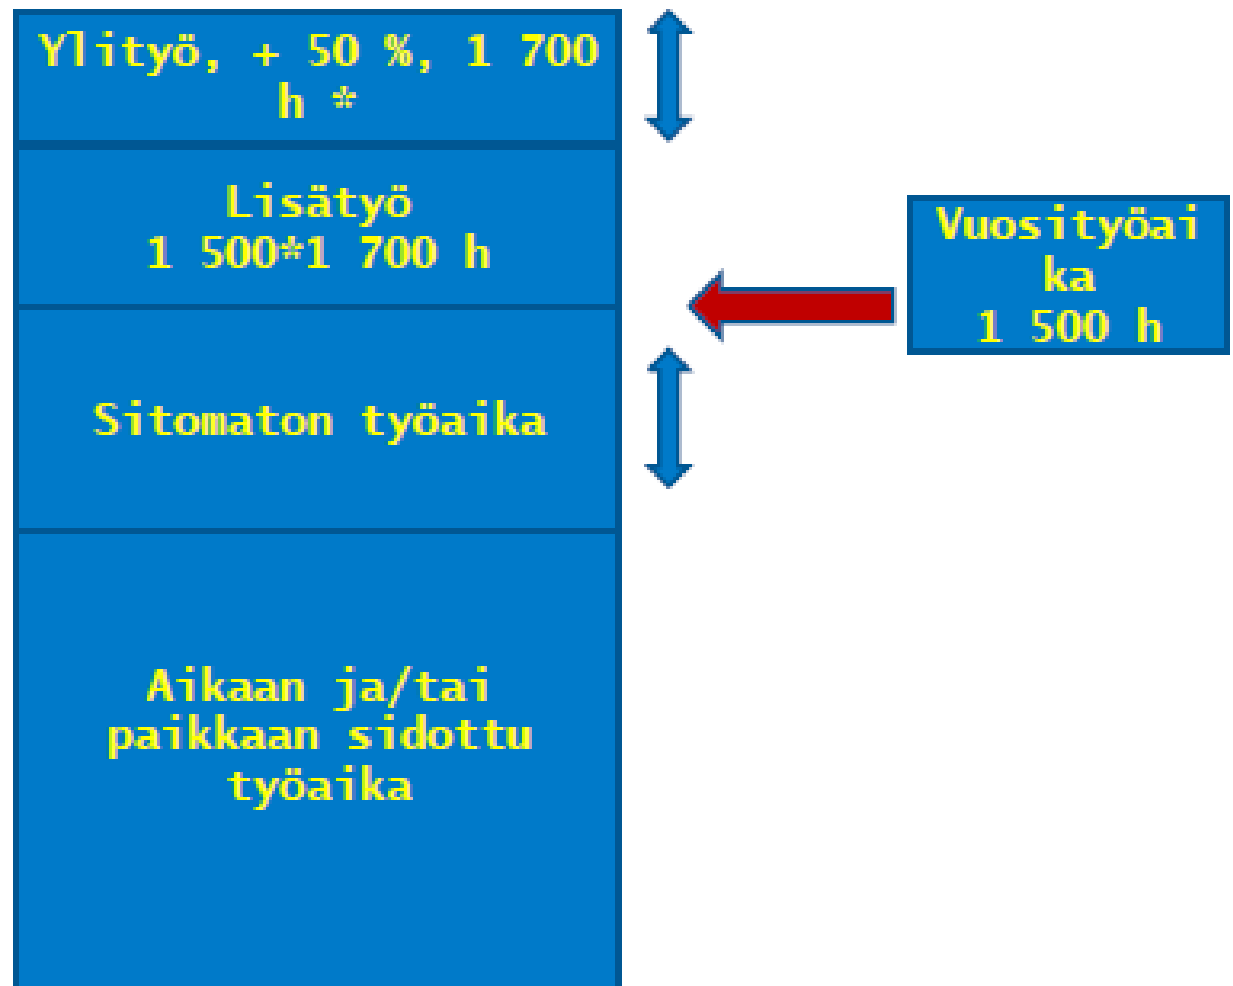 Ylityö, + 50 %, 1 700
h *
Lisätyö
1 500*1 700 h
Vuosityöai
ka
1 500 h
Sitomaton työaika
Aikaan ja/tai
paikkaan sidottu
työaika